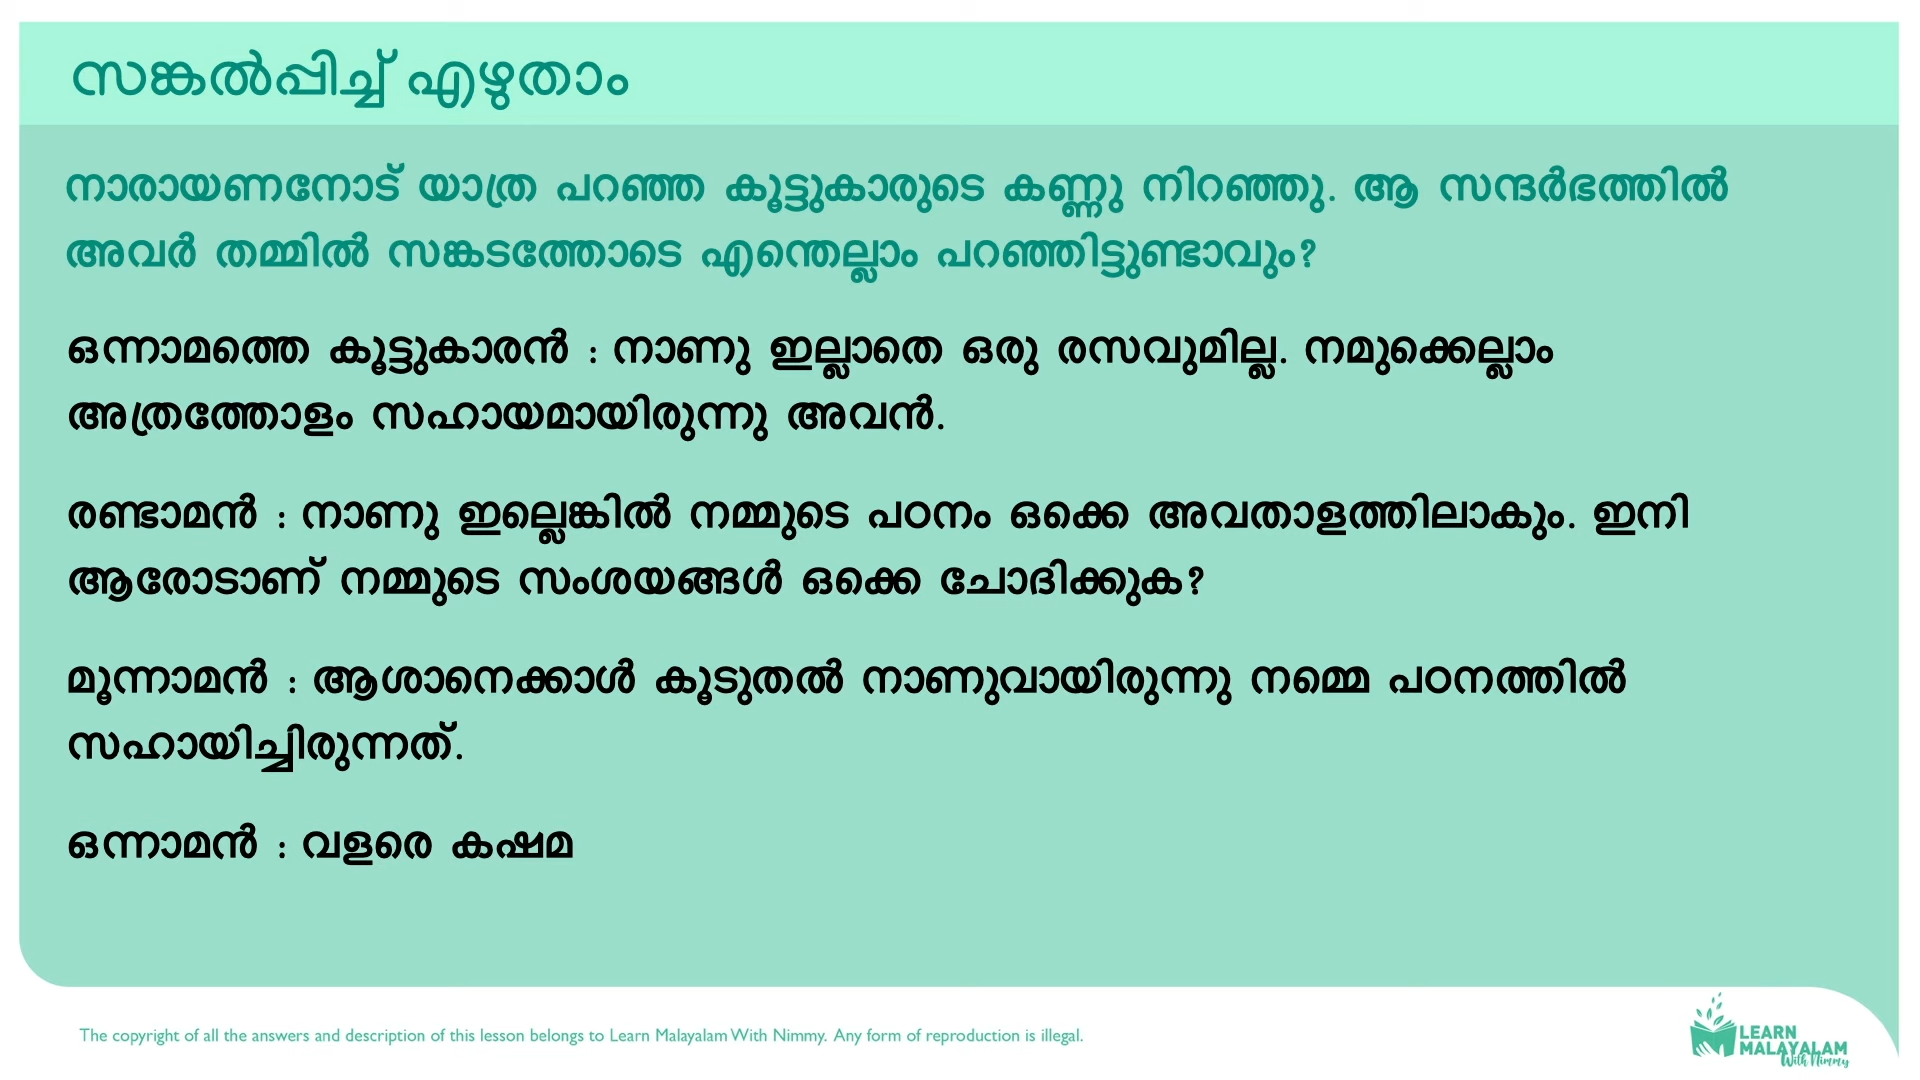 സങ്കൽപ്പിച്ച് എഴുതാം
നാരായണനോട് യാത്ര പറഞ്ഞ കൂട്ടുകാരുടെ കണ്ണു നിറഞ്ഞു. ആ സന്ദർഭത്തിൽ
അവർ തമ്മിൽ സങ്കടത്തോടെ എന്തെല്ലാം പറഞ്ഞിട്ടുണ്ടാവും?
ഒന്നാമത്തെ കൂട്ടുകാരൻ : നാണു ഇല്ലാതെ ഒരു രസവുമില്ല. നമുക്കെല്ലാം
അത്രത്തോളം സഹായമായിരുന്നു അവൻ.
രണ്ടാമൻ : നാണു ഇല്ലെങ്കിൽ നമ്മുടെ പഠനം ഒക്കെ അവതാളത്തിലാകും. ഇനി
ആരോടാണ് നമ്മുടെ സംശയങ്ങൾ ഒക്കെ ചോദിക്കുക?
മൂന്നാമൻ : ആശാനെക്കാൾ കൂടുതൽ നാണുവായിരുന്നു നമ്മെ പഠനത്തിൽ
സഹായിച്ചിരുന്നത്.
ഒന്നാമൻ : വളരെ കഷമ
The copyright of all the answers and description of this lesson belongs to Learn Malayalam With Nimmy. Any form of reproduction is illegal.
LEARN
MALAYALAM
With Nimmy